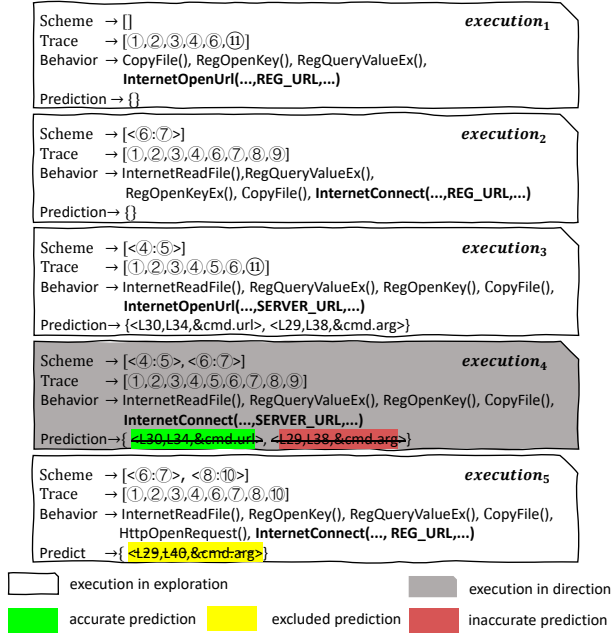 Scheme → [] execution₁
Trace → [①,②,③,④,⑥,⑪]
Behavior → CopyFile(), RegOpenKey(), RegQueryValueEx(),
InternetOpenUrl(...,REG_URL,...)
Prediction → {}
Scheme → [<⑥:⑦>] execution₂
Trace → [①,②,③,④,⑥,⑦,⑧,⑨]
Behavior → InternetReadFile(),RegQueryValueEx(),
RegOpenKeyEx(), CopyFile(), InternetConnect(...,REG_URL,...)
Prediction→ {}
Scheme → [<④:⑤>] execution₃
Trace → [①,②,③,④,⑤,⑥,⑪]
Behavior → InternetReadFile(), RegQueryValueEx(), RegOpenKey(), CopyFile(),
InternetOpenUrl(...,SERVER_URL,...)
Prediction→ {<L30,L34,&cmd.url>, <L29,L38,&cmd.arg>}
Scheme → [<④:⑤>, <⑥:⑦>] execution₄
Trace → [①,②,③,④,⑤,⑥,⑦,⑧,⑨]
Behavior → InternetReadFile(), RegQueryValueEx(), RegOpenKey(), CopyFile(),
InternetConnect(...,SERVER_URL,...)
Prediction→{ <L30,L34,&cmd.url>, <L29,L38,&cmd.arg>}
Scheme → [<⑥:⑦>, <⑧:⑩>] execution₅
Trace → [①,②,③,④,⑥,⑦,⑧,⑩]
Behavior → InternetReadFile(), RegOpenKey(), RegQueryValueEx(), CopyFile(),
HttpOpenRequest(), InternetConnect(..., REG_URL,...)
Predict →{ <L29,L40,&cmd.arg>}
execution in exploration execution in direction
accurate prediction excluded prediction inaccurate prediction